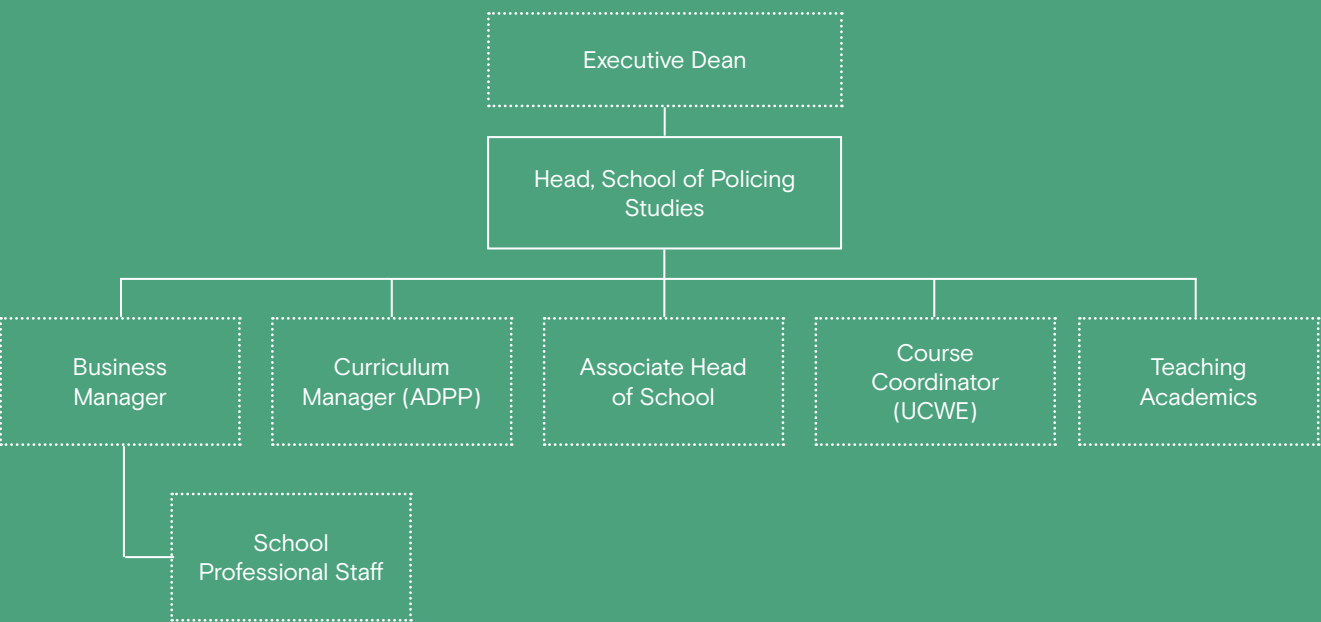 Executive Dean
Head, School of Policing
Studies
Business
Manager
Curriculum
Manager (ADPP)
Associate Head
of School
Course
Coordinator
(UCWE)
Teaching
Academics
School
Professional Staff